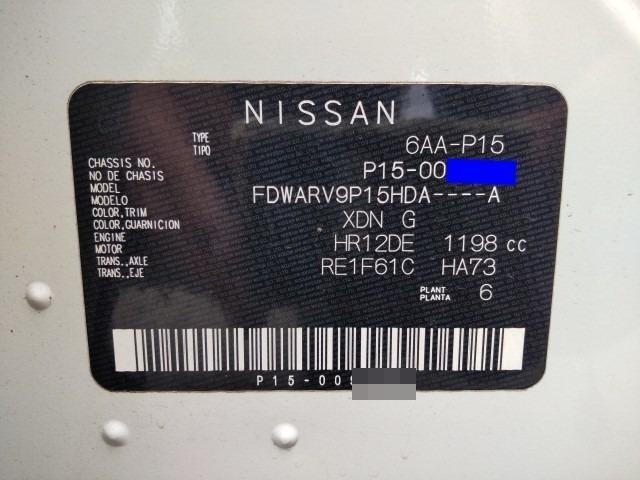 NISSAN
TYPE 6AA-P15
TIPO
CHASSIS NO. P15-00
NO DE CHASIS
MODEL FDWARV9P15HDA----A
MODELO
COLOR,TRIM XDN G
COLOR,GUARNICION
ENGINE HR12DE 1198 cc
MOTOR
TRANS.,AXLE RE1F61C HA73
TRANS.,EJE
PLANT 6
PLANTA
P15-00